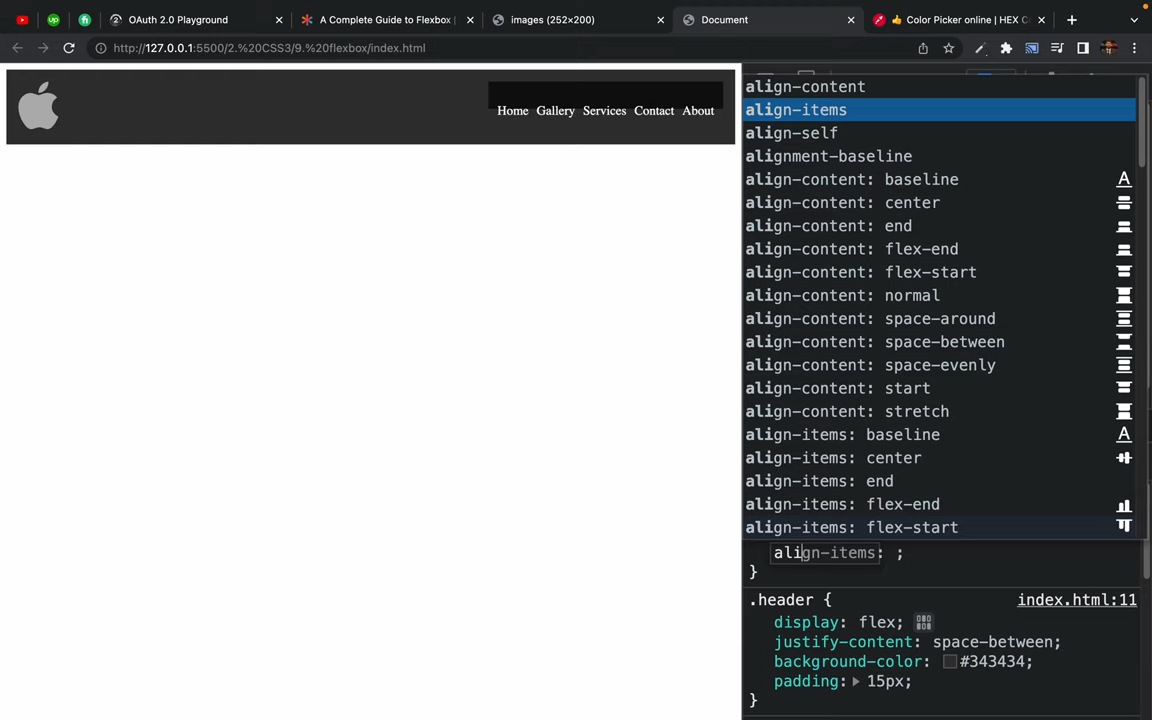 OAuth 2.0 Playground
A Complete Guide to Flexbox
images (252×200)
Document
Color Picker online | HEX C
http://127.0.0.1:5500/2.%20CSS3/9.%20flexbox/index.html
Home Gallery Services Contact About
align-content
align-items
align-self
alignment-baseline
align-content: baseline
align-content: center
align-content: end
align-content: flex-end
align-content: flex-start
align-content: normal
align-content: space-around
align-content: space-between
align-content: space-evenly
align-content: start
align-content: stretch
align-items: baseline
align-items: center
align-items: end
align-items: flex-end
align-items: flex-start
align-items: ;
}
.header { index.html:11
display: flex;
justify-content: space-between;
background-color: #343434;
padding: 15px;
}